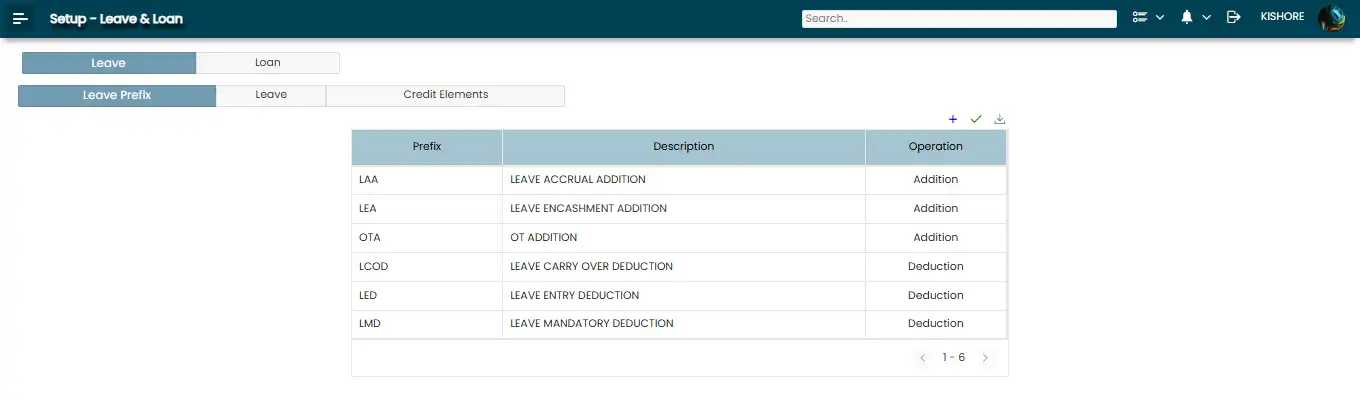 Setup - Leave & Loan Search.. KISHORE
Leave Loan
Leave Prefix Leave Credit Elements
Prefix Description Operation
LAA LEAVE ACCRUAL ADDITION Addition
LEA LEAVE ENCASHMENT ADDITION Addition
OTA OT ADDITION Addition
LCOD LEAVE CARRY OVER DEDUCTION Deduction
LED LEAVE ENTRY DEDUCTION Deduction
LMD LEAVE MANDATORY DEDUCTION Deduction
1 - 6